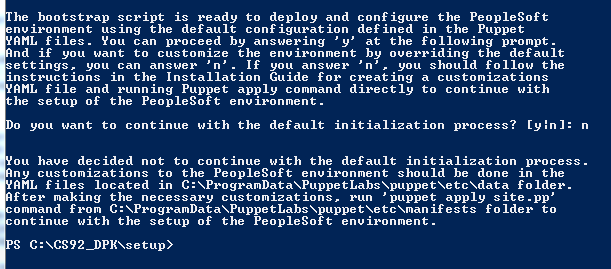 The bootstrap script is ready to deploy and configure the PeopleSoft
environment using the default configuration defined in the Puppet
YAML files. You can proceed by answering 'y' at the following prompt.
And if you want to customize the environment by overriding the default
settings, you can answer 'n'. If you answer 'n', you should follow the
instructions in the Installation Guide for creating a customizations
YAML file and running Puppet apply command directly to continue with
the setup of the PeopleSoft environment.
Do you want to continue with the default initialization process? [y|n]: n
You have decided not to continue with the default initialization process.
Any customizations to the PeopleSoft environment should be done in the
YAML files located in C:\ProgramData\PuppetLabs\puppet\etc\data folder.
After making the necessary customizations, run 'puppet apply site.pp'
command from C:\ProgramData\PuppetLabs\puppet\etc\manifests folder to
continue with the setup of the PeopleSoft environment.
PS C:\CS92_DPK\setup>